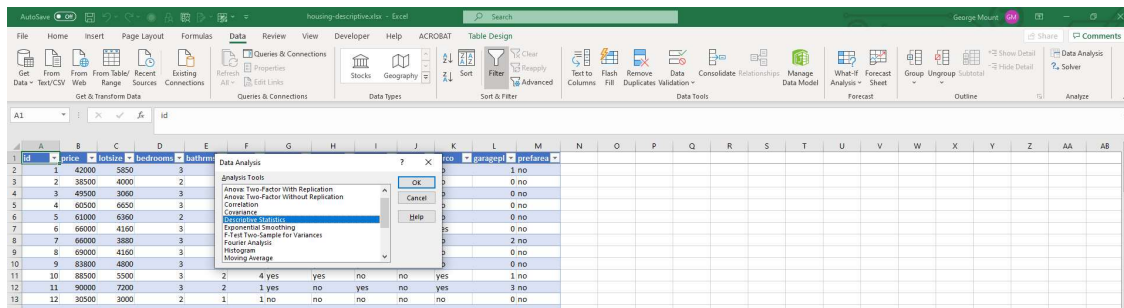 AutoSave Off housing-descriptive.xlsx - Excel Search George Mount GM
File Home Insert Page Layout Formulas Data Review View Developer Help ACROBAT Table Design Share Comments
Get Data From Text/CSV From Web From Table/ Range Recent Sources Existing Connections
Get & Transform Data
Refresh All Queries & Connections Properties Edit Links
Queries & Connections
Stocks Geography
Data Types
Sort Filter Clear Reapply Advanced
Sort & Filter
Text to Columns Flash Fill Remove Duplicates Data Validation Consolidate Relationships Manage Data Model
Data Tools
What-If Analysis Forecast Sheet
Forecast
Group Ungroup Subtotal Show Detail Hide Detail
Outline
Data Analysis Solver
Analyze
A1 fx id
A B C D E F G H I J K L M N O P Q R S T U V W X Y Z AA AB
1 id price lotsize bedrooms bathrms rco garagepl prefarea
2 1 42000 5850 3 1 no
3 2 38500 4000 2 0 no
4 3 49500 3060 3 0 no
5 4 60500 6650 3 0 no
6 5 61000 6360 2 0 no
7 6 66000 4160 3 es 0 no
8 7 66000 3880 3 2 no
9 8 69000 4160 3 0 no
10 9 83800 4800 3 0 no
11 10 88500 5500 3 2 4 yes yes no no yes 1 no
12 11 90000 7200 3 2 1 yes no yes no yes 3 no
13 12 30500 3000 2 1 1 no no no no no 0 no
Data Analysis ? ×
Analysis Tools
Anova: Two-Factor With Replication
Anova: Two-Factor Without Replication
Correlation
Covariance
Descriptive Statistics
Exponential Smoothing
F-Test Two-Sample for Variances
Fourier Analysis
Histogram
Moving Average
OK
Cancel
Help